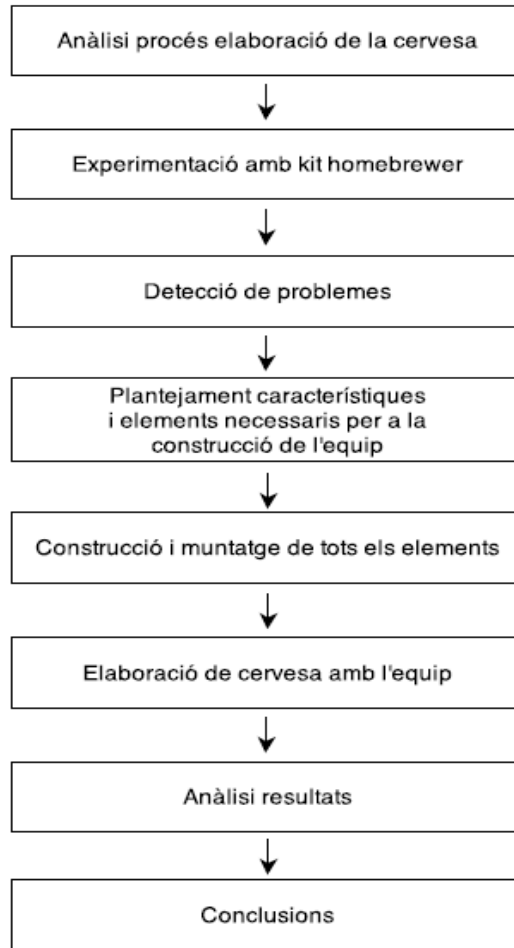 Anàlisi procés elaboració de la cervesa
Experimentació amb kit homebrewer
Detecció de problemes
Plantejament característiques
i elements necessaris per a la
construcció de l'equip
Construcció i muntatge de tots els elements
Elaboració de cervesa amb l'equip
Anàlisi resultats
Conclusions